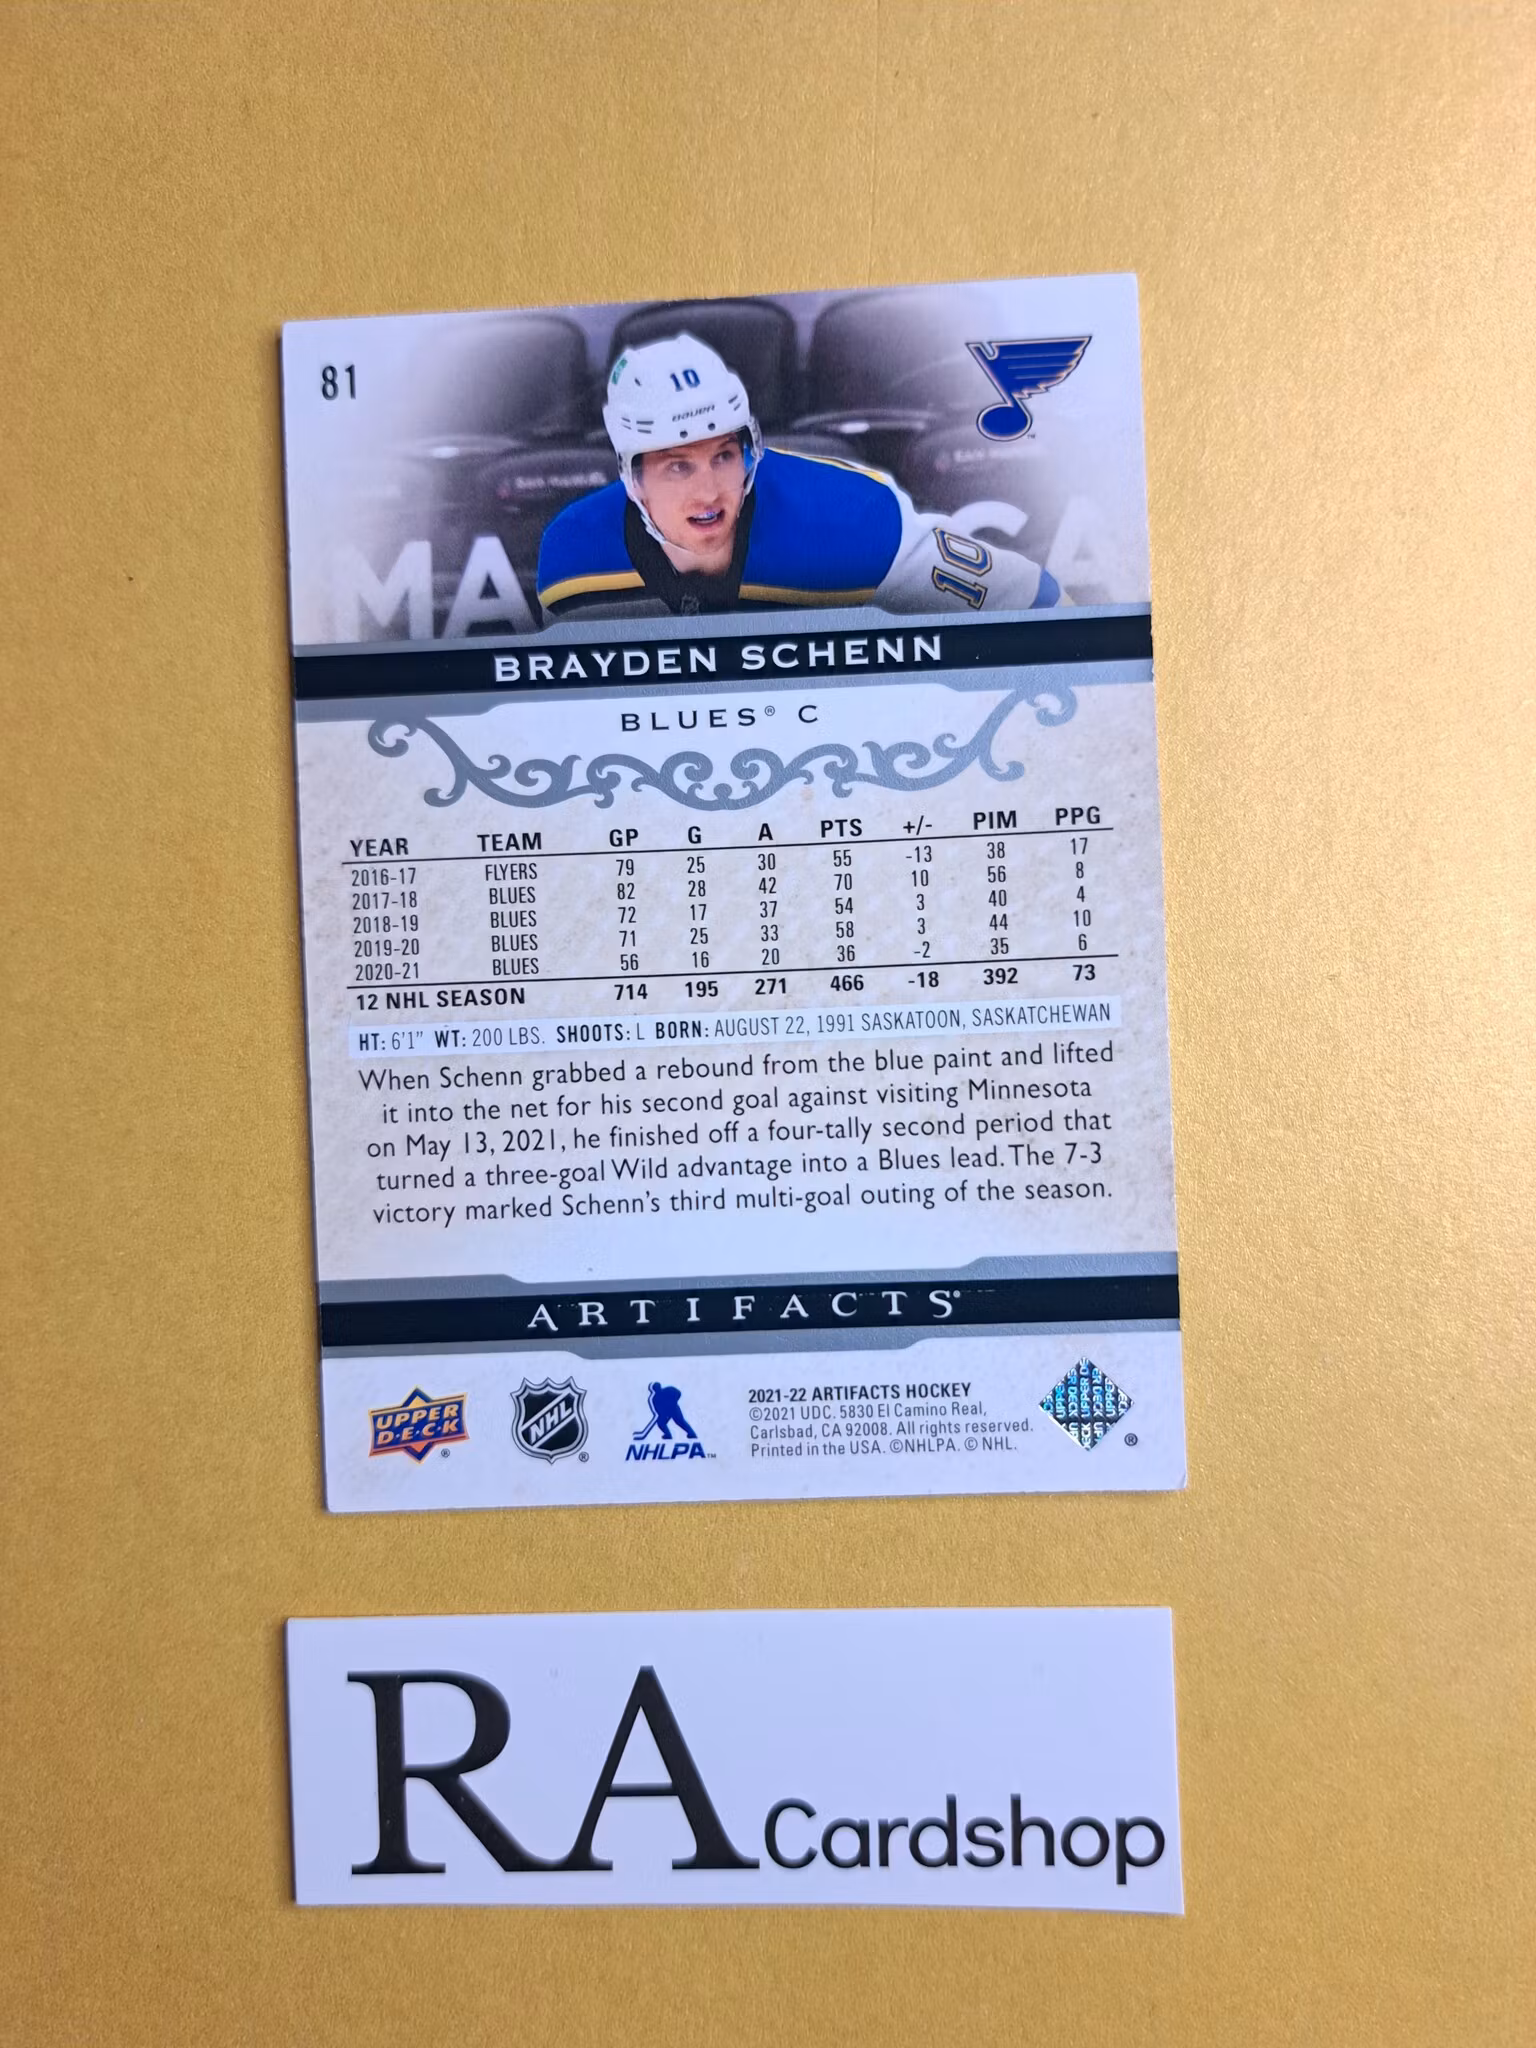 81
10
BAUER
MA
CA
10
BRAYDEN SCHENN
BLUES® C
YEAR TEAM GP G A PTS +/- PIM PPG
2016-17 FLYERS 79 25 30 55 -13 38 17
2017-18 BLUES 82 28 42 70 10 56 8
2018-19 BLUES 72 17 37 54 3 40 4
2019-20 BLUES 71 25 33 58 3 44 10
2020-21 BLUES 56 16 20 36 -2 35 6
12 NHL SEASON 714 195 271 466 -18 392 73
HT: 6'1" WT: 200 LBS. SHOOTS: L BORN: AUGUST 22, 1991 SASKATOON, SASKATCHEWAN
When Schenn grabbed a rebound from the blue paint and lifted
it into the net for his second goal against visiting Minnesota
on May 13, 2021, he finished off a four-tally second period that
turned a three-goal Wild advantage into a Blues lead. The 7-3
victory marked Schenn's third multi-goal outing of the season.
ARTIFACTS®
UPPER
D·E·C·K ®
NHL ®
NHLPA™
2021-22 ARTIFACTS HOCKEY
©2021 UDC. 5830 El Camino Real,
Carlsbad, CA 92008. All rights reserved.
Printed in the USA. ©NHLPA. © NHL.
®
RA Cardshop